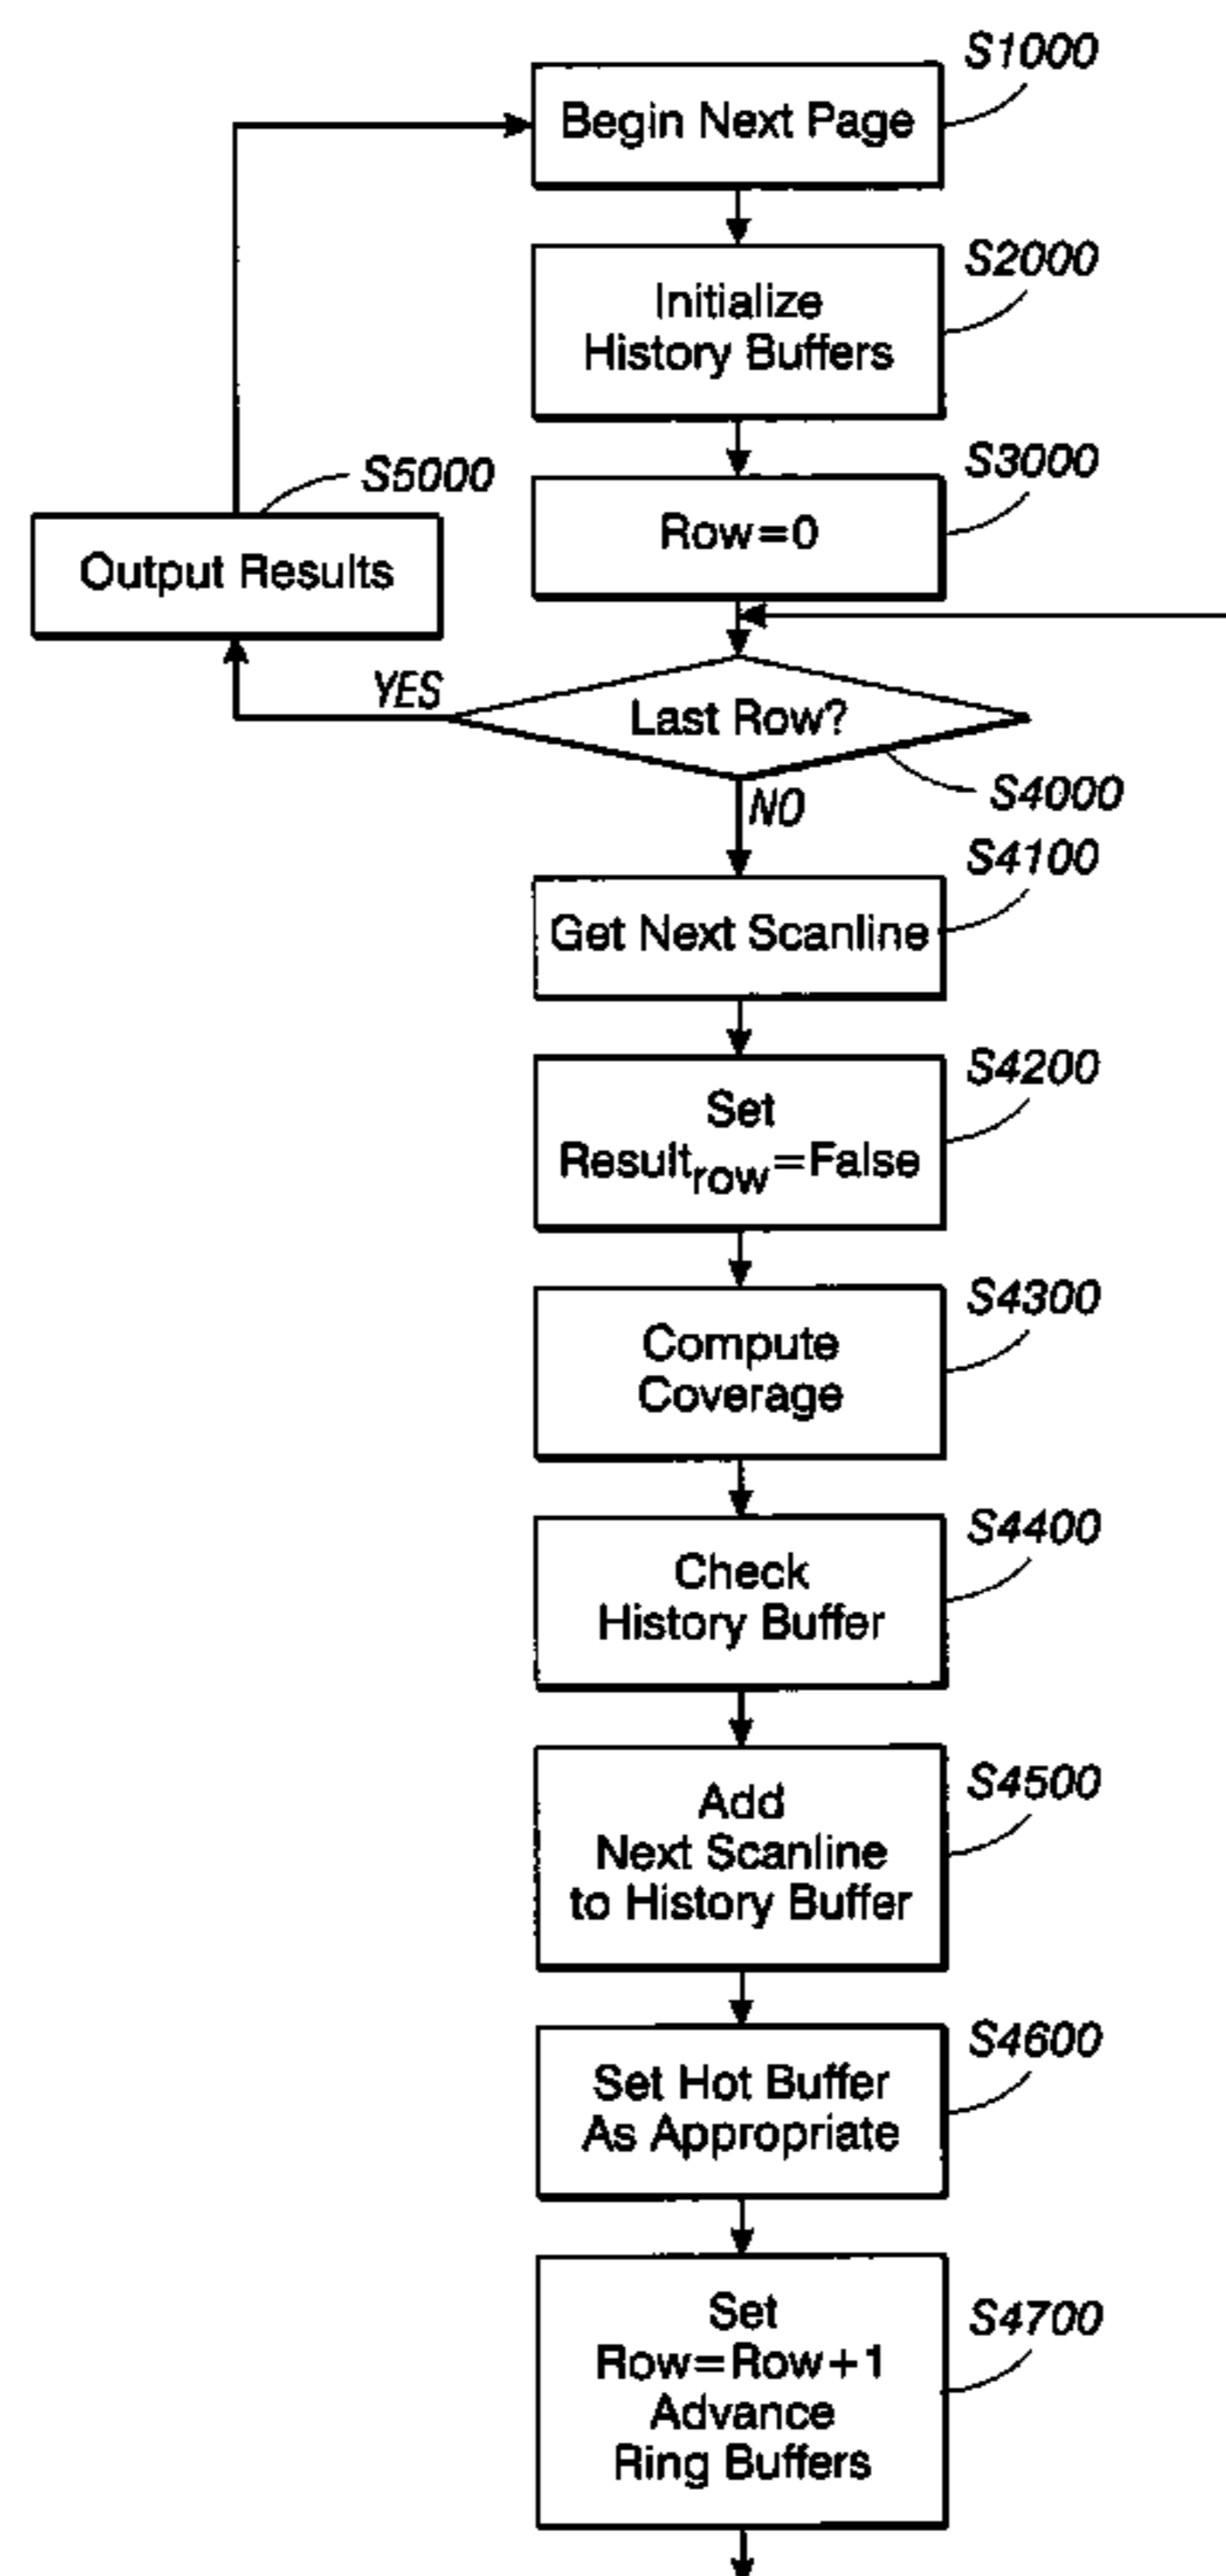 S1000
Begin Next Page
S2000
Initialize
History Buffers
S3000
Row=0
S5000
Output Results
YES
Last Row?
S4000
NO
S4100
Get Next Scanline
S4200
Set
Resultrow=False
S4300
Compute
Coverage
S4400
Check
History Buffer
S4500
Add
Next Scanline
to History Buffer
S4600
Set Hot Buffer
As Appropriate
S4700
Set
Row=Row+1
Advance
Ring Buffers